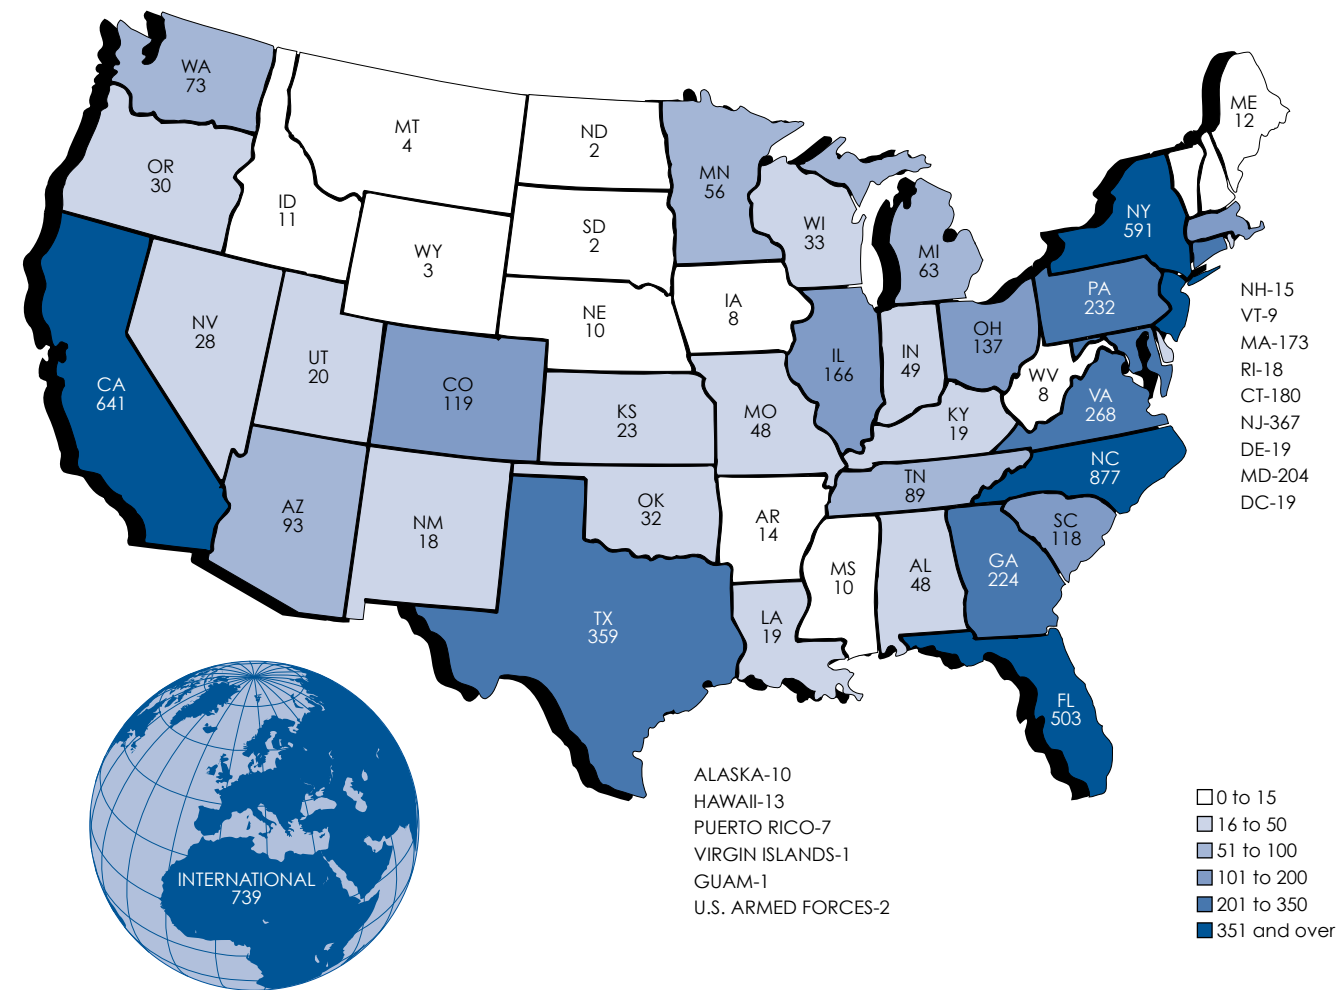 WA
73
OR
30
ID
11
MT
4
ND
2
MN
56
ME
12
WY
3
SD
2
WI
33
MI
63
NY
591
NV
28
UT
20
CO
119
NE
10
IA
8
IL
166
IN
49
OH
137
PA
232
WV
8
VA
268
CA
641
KS
23
MO
48
KY
19
NC
877
AZ
93
NM
18
OK
32
AR
14
TN
89
SC
118
MS
10
AL
48
GA
224
TX
359
LA
19
FL
503
NH-15
VT-9
MA-173
RI-18
CT-180
NJ-367
DE-19
MD-204
DC-19
INTERNATIONAL
739
ALASKA-10
HAWAII-13
PUERTO RICO-7
VIRGIN ISLANDS-1
GUAM-1
U.S. ARMED FORCES-2
0 to 15
16 to 50
51 to 100
101 to 200
201 to 350
351 and over